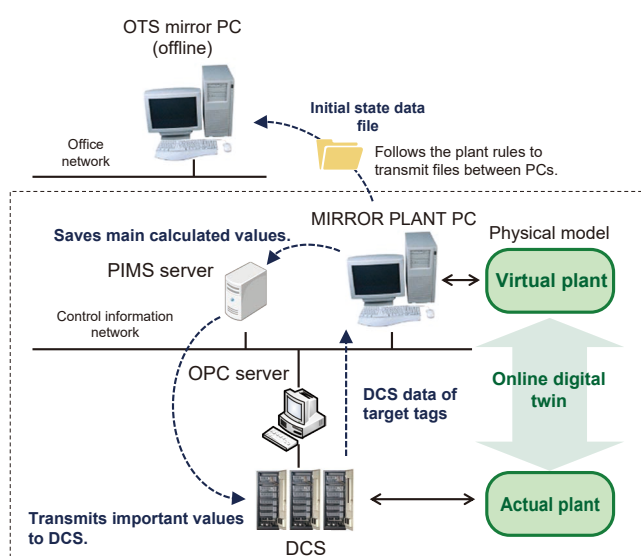 OTS mirror PC
(offline)
Initial state data
file
Office
network
Follows the plant rules to
transmit files between PCs.
MIRROR PLANT PC
Physical model
Saves main calculated values.
PIMS server
Virtual plant
Control information
network
OPC server
DCS data of
target tags
Online digital
twin
Transmits important values
to DCS.
Actual plant
DCS